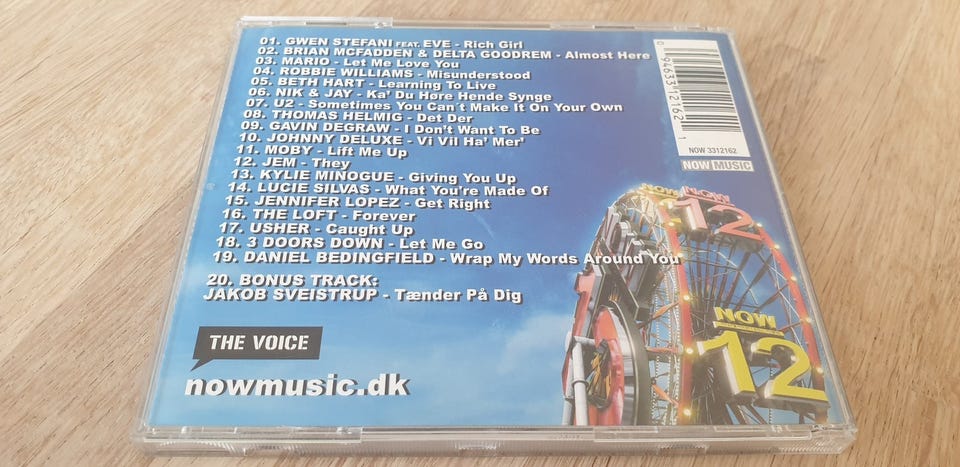 01. GWEN STEFANI FEAT. EVE - Rich Girl
02. BRIAN MCFADDEN & DELTA GOODREM - Almost Here
03. MARIO - Let Me Love You
04. ROBBIE WILLIAMS - Misunderstood
05. BETH HART - Learning To Live
06. NIK & JAY - Ka' Du Høre Hende Synge
07. U2 - Sometimes You Can´t Make It On Your Own
08. THOMAS HELMIG - Det Der
09. GAVIN DEGRAW - I Don't Want To Be
10. JOHNNY DELUXE - Vi Vil Ha' Mer'
11. MOBY - Lift Me Up
12. JEM - They
13. KYLIE MINOGUE - Giving You Up
14. LUCIE SILVAS - What You're Made Of
15. JENNIFER LOPEZ - Get Right
16. THE LOFT - Forever
17. USHER - Caught Up
18. 3 DOORS DOWN - Let Me Go
19. DANIEL BEDINGFIELD - Wrap My Words Around You
20. BONUS TRACK:
JAKOB SVEISTRUP - Tænder På Dig
THE VOICE
nowmusic.dk
0 94633 12162 1
NOW 3312162
NOW MUSIC
NOW NOW
12
NOW
12